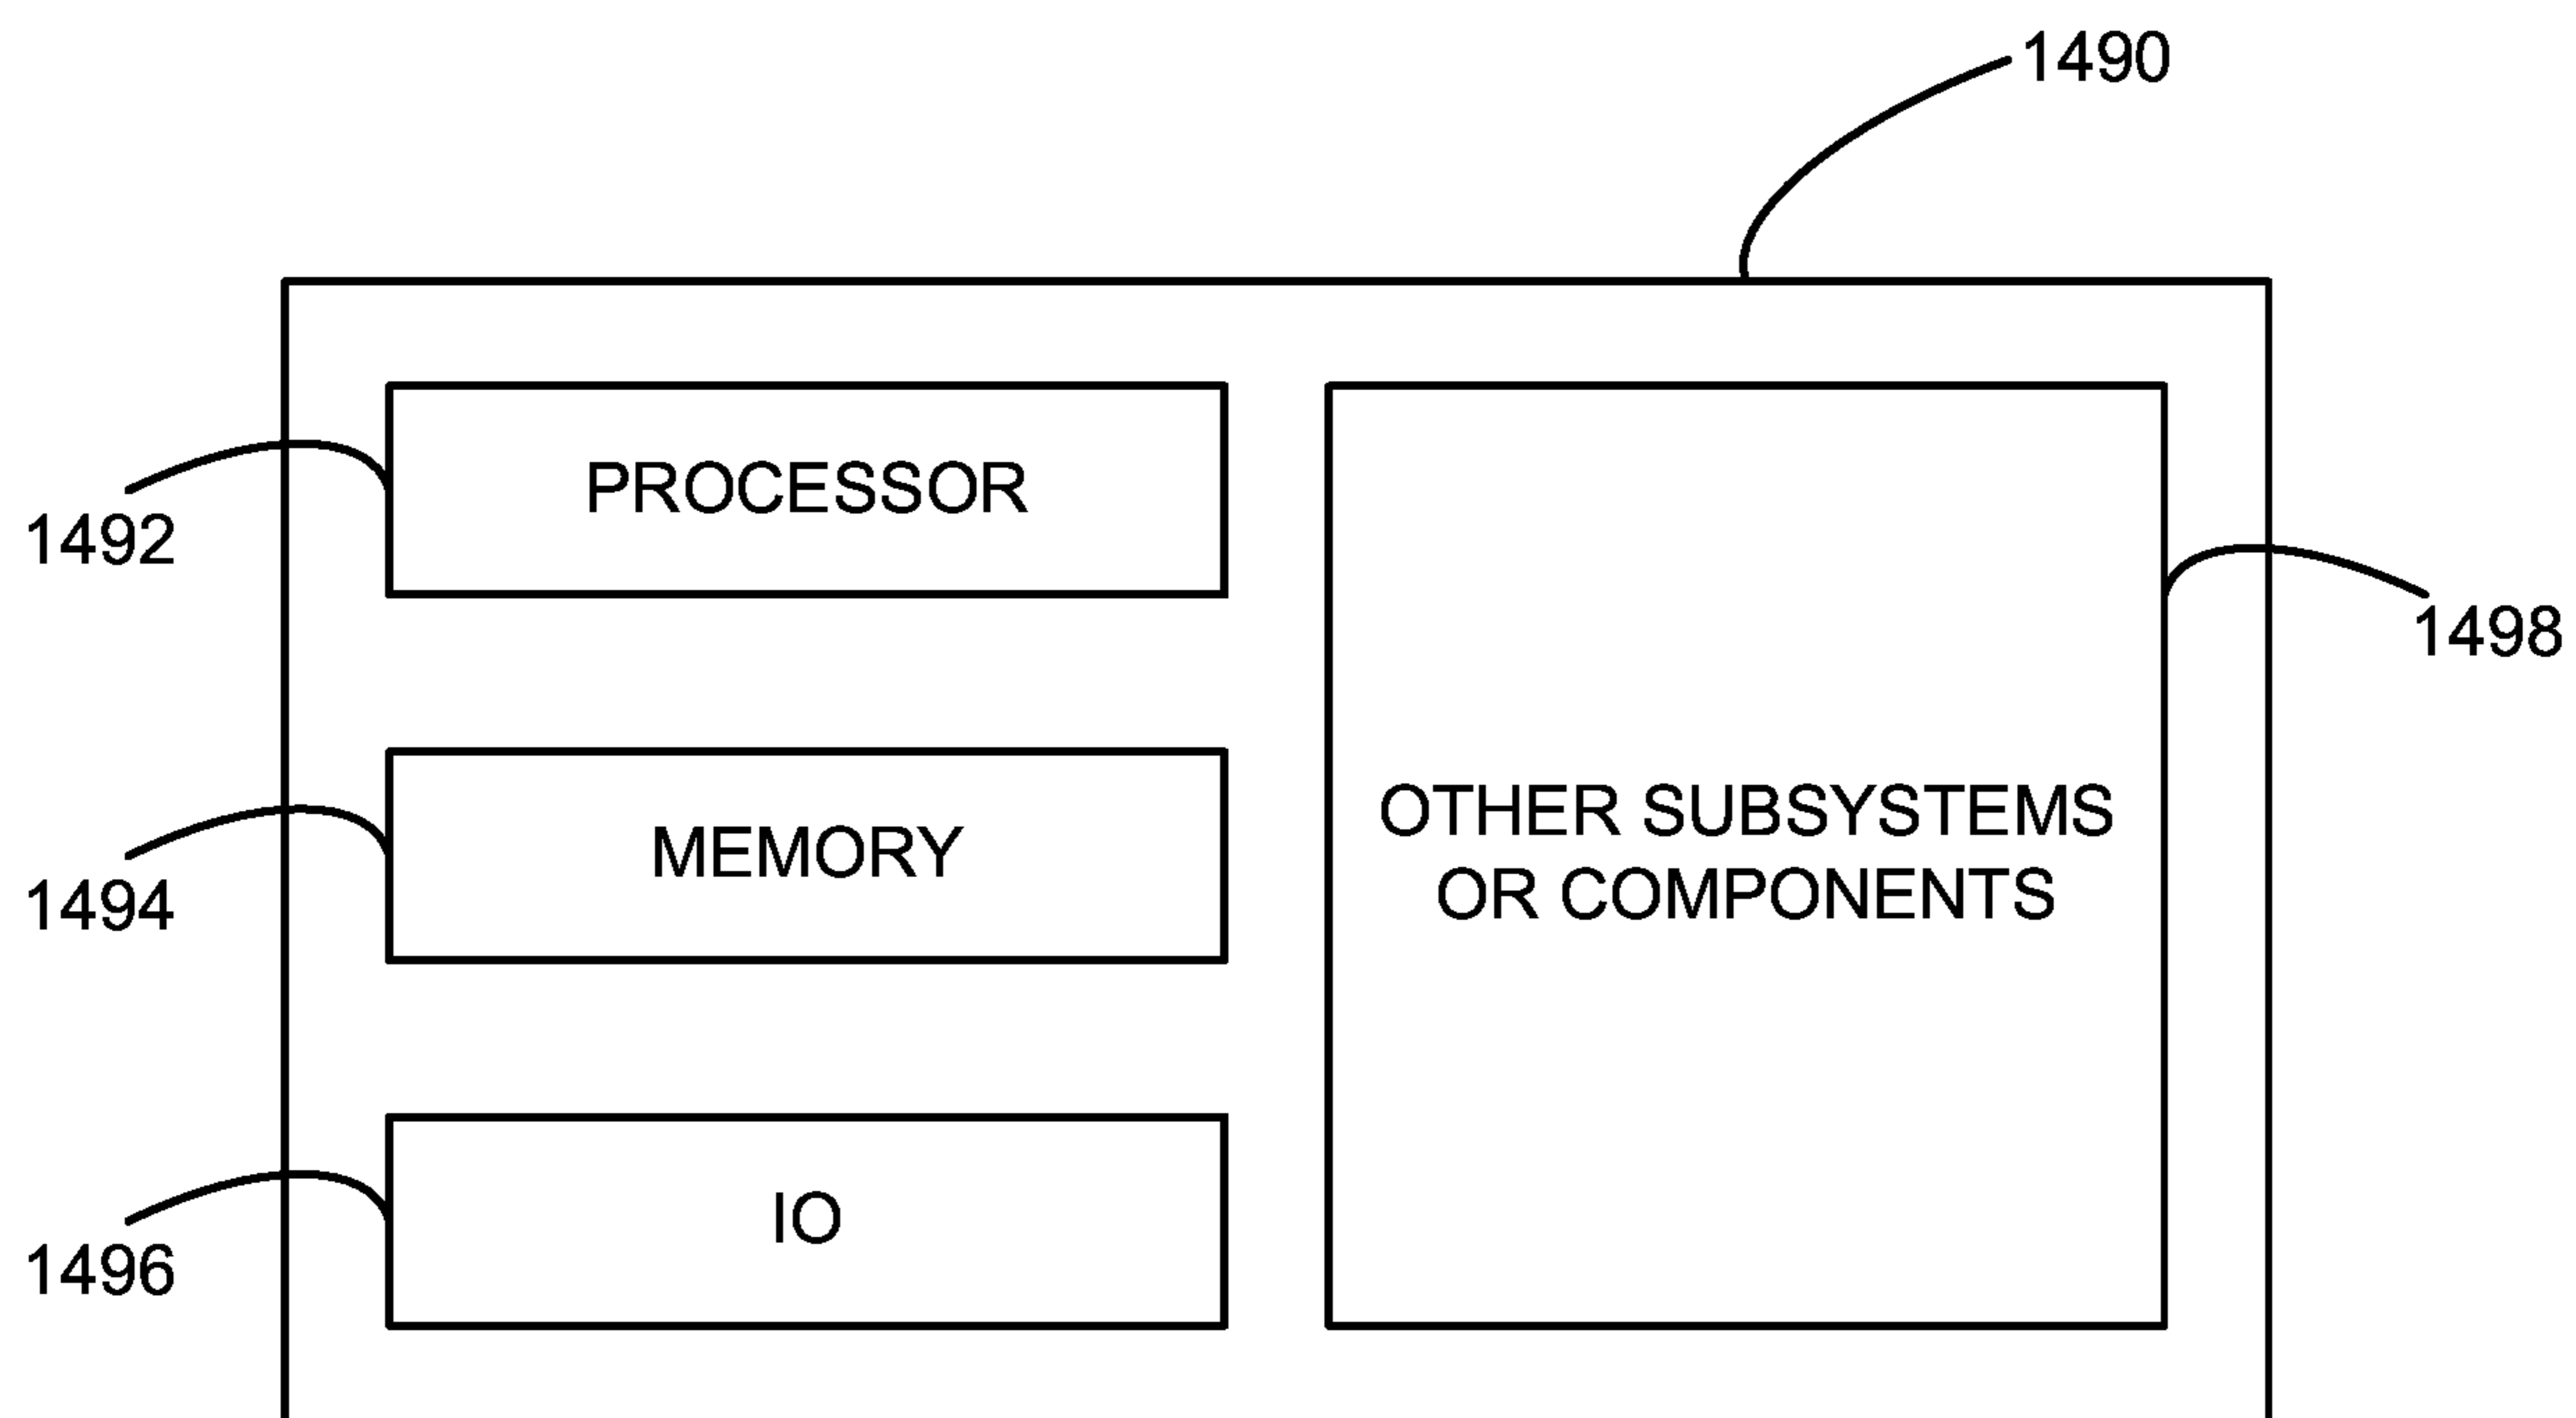 1490
PROCESSOR
1492
1498
MEMORY
OTHER SUBSYSTEMS
OR COMPONENTS
1494
IO
1496